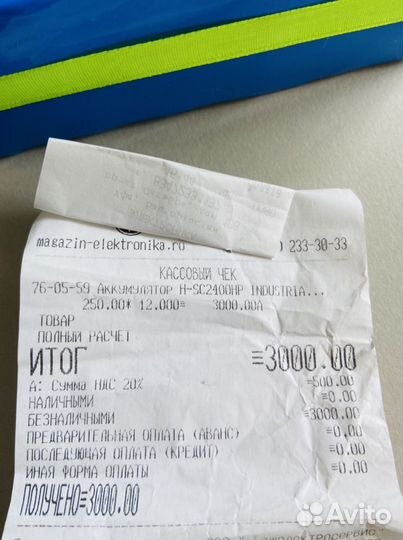 magazin-elektronika.ru
) 233-30-33
КАССОВЫЙ ЧЕК
76-05-59 Аккумулятор H-SC2400HP INDUSTRIA...
250.00* 12.000= 3000.00А
ТОВАР
ПОЛНЫЙ РАСЧЕТ
ИТОГ =3000.00
А: Сумма НДС 20% =500.00
НАЛИЧНЫМИ =0.00
БЕЗНАЛИЧНЫМИ =3000.00
ПРЕДВАРИТЕЛЬНАЯ ОПЛАТА (АВАНС) =0.00
ПОСЛЕДУЮЩАЯ ОПЛАТА (КРЕДИТ) =0.00
ИНАЯ ФОРМА ОПЛАТЫ =0.00
ПОЛУЧЕНО=3000.00
Avito